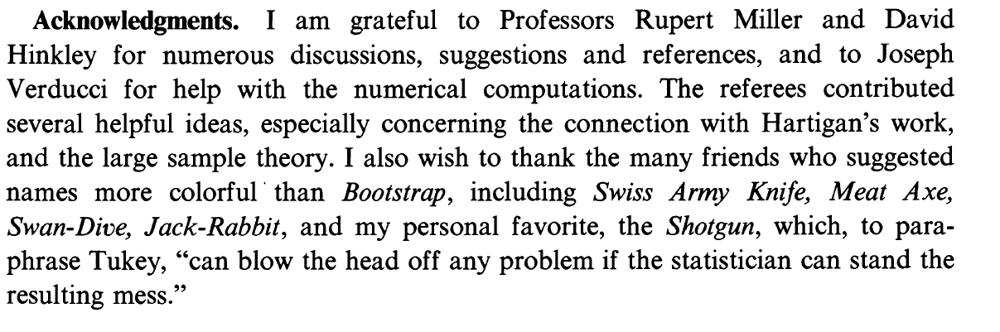 Acknowledgments. I am grateful to Professors Rupert Miller and David
Hinkley for numerous discussions, suggestions and references, and to Joseph
Verducci for help with the numerical computations. The referees contributed
several helpful ideas, especially concerning the connection with Hartigan’s work,
and the large sample theory. I also wish to thank the many friends who suggested
names more colorful than Bootstrap, including Swiss Army Knife, Meat Axe,
Swan-Dive, Jack-Rabbit, and my personal favorite, the Shotgun, which, to para-
phrase Tukey, “can blow the head off any problem if the statistician can stand the
resulting mess.”